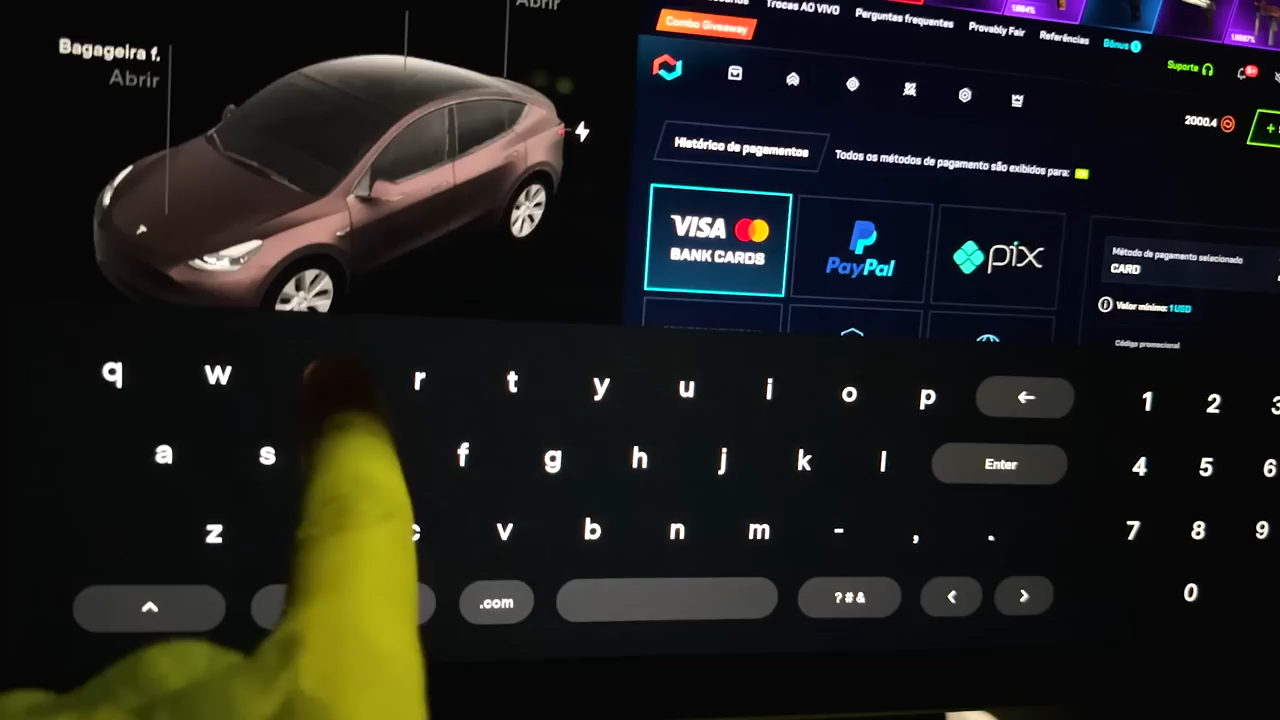 Bagageira f.
Abrir
Abrir
Trocas AO VIVO
Perguntas frequentes
Provably Fair
Referências
Bônus
Combo Giveaway
Suporte
2000.4
Histórico de pagamentos
Todos os métodos de pagamento são exibidos para:
VISA
BANK CARDS
PayPal
pix
Método de pagamento selecionado
CARD
Valor mínimo: 1 USD
Código promocional
q w r t y u i o p ← 1 2 3
a s f g h j k l Enter 4 5 6
z c v b n m - , . 7 8 9
.com ?#& < > 0